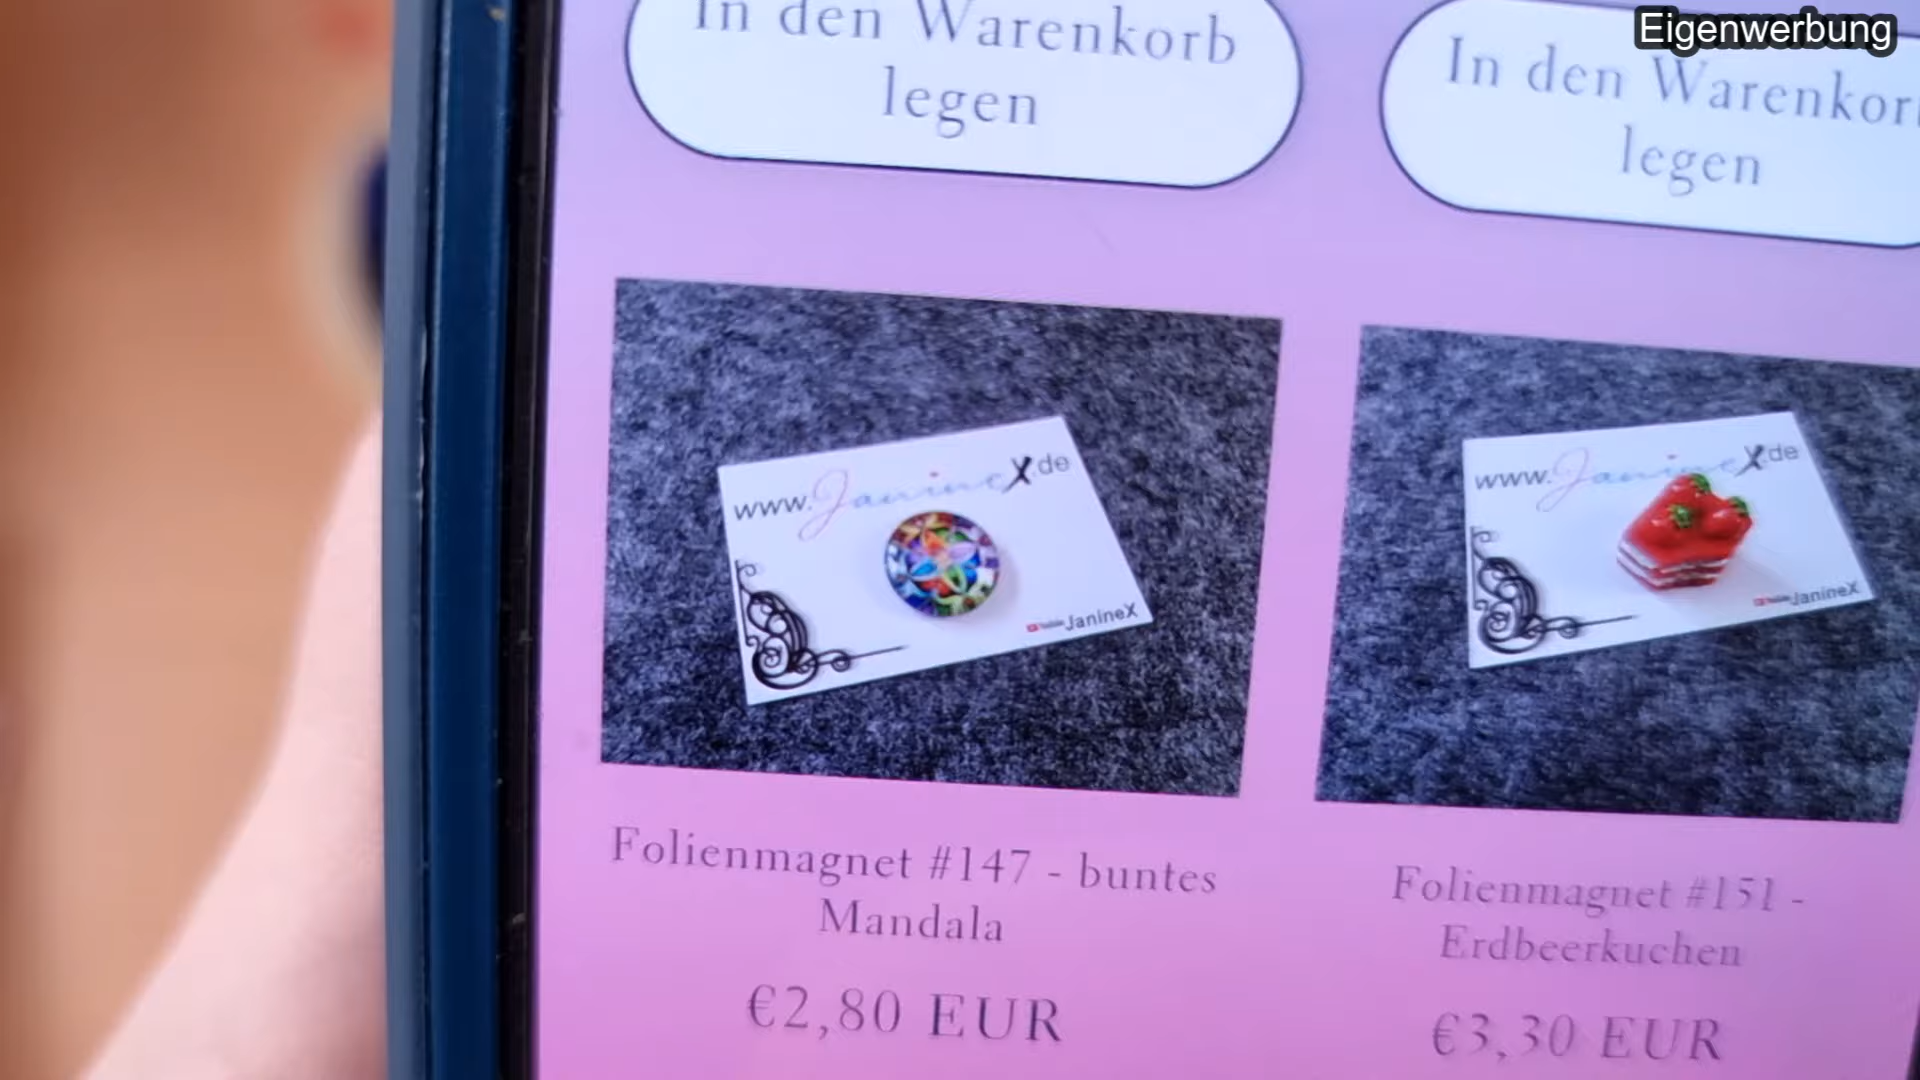 Eigenwerbung
In den Warenkorb
legen
In den Warenkor
legen
www.JanineX.de
JanineX
www.JanineX.de
JanineX
Folienmagnet #147 - buntes
Mandala
€2,80 EUR
Folienmagnet #151 -
Erdbeerkuchen
€3,30 EUR